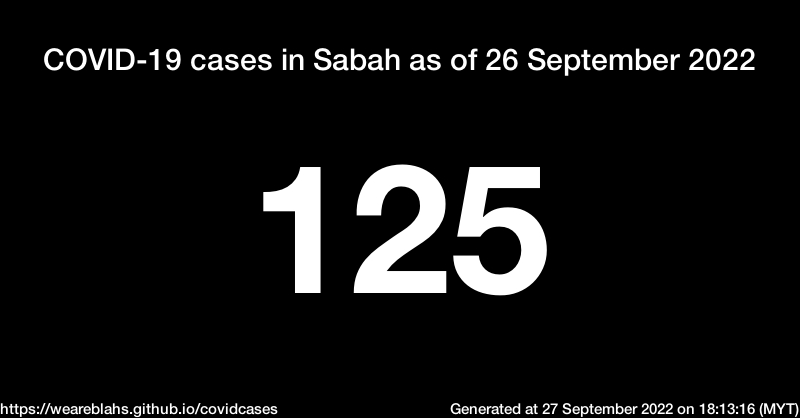 COVID-19 cases in Sabah as of 26 September 2022
125
https://weareblahs.github.io/covidcases
Generated at 27 September 2022 on 18:13:16 (MYT)